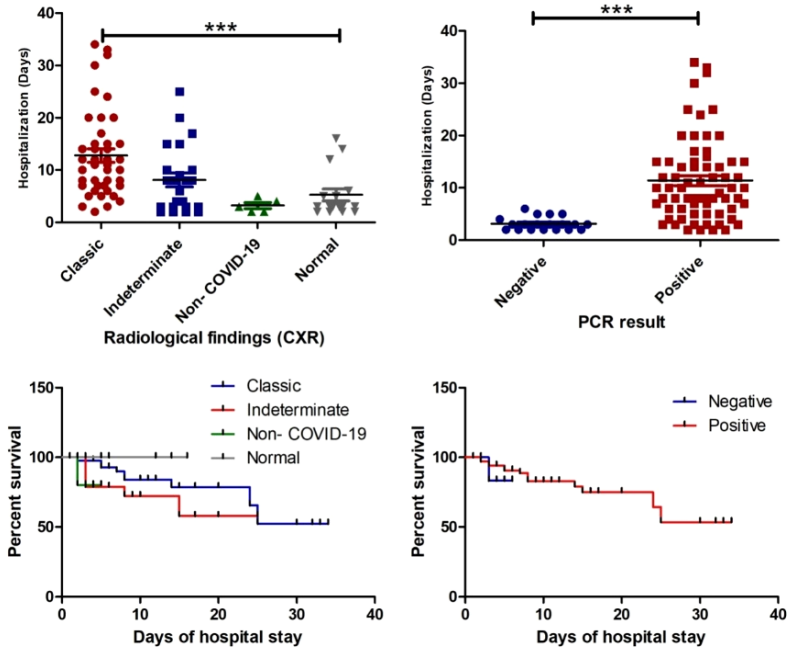 40
30
20
10
0
Hospitalization (Days)
***
Classic
Indeterminate
Non- COVID-19
Normal
Radiological findings (CXR)
40
30
20
10
0
Hospitalization (Days)
***
Negative
Positive
PCR result
150
100
50
0
Percent survival
Classic
Indeterminate
Non- COVID-19
Normal
0 10 20 30 40
Days of hospital stay
150
100
50
0
Percent survival
Negative
Positive
0 10 20 30 40
Days of hospital stay